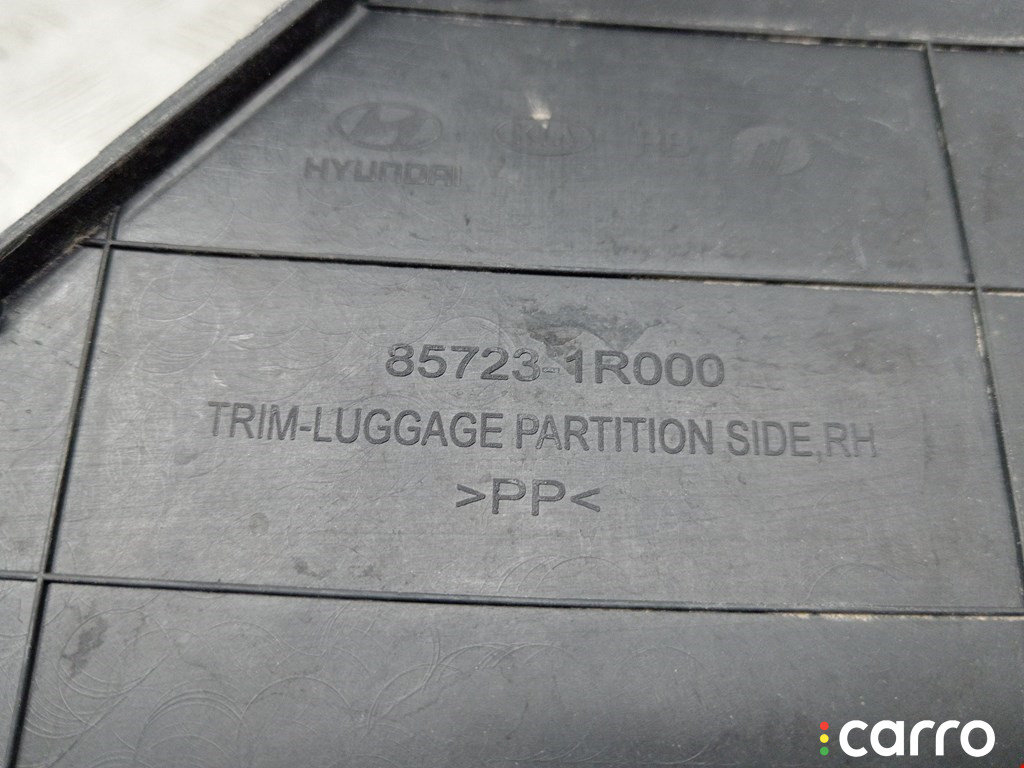 HYUNDAI
85723-1R000
TRIM-LUGGAGE PARTITION SIDE,RH
>PP<
carro